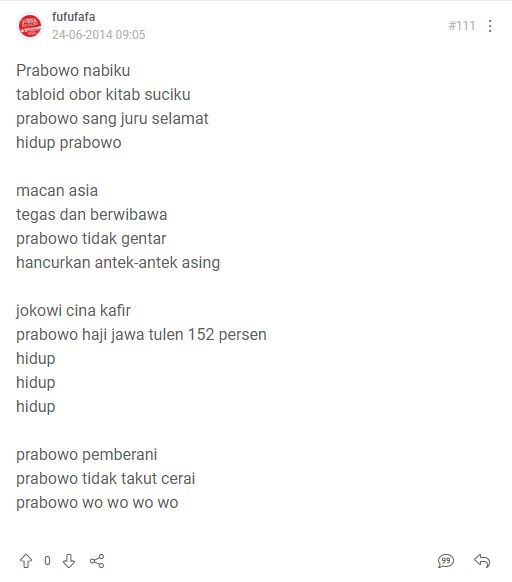 fufufafa
24-06-2014 09:05
#111
Prabowo nabiku
tabloid obor kitab suciku
prabowo sang juru selamat
hidup prabowo
macan asia
tegas dan berwibawa
prabowo tidak gentar
hancurkan antek-antek asing
jokowi cina kafir
prabowo haji jawa tulen 152 persen
hidup
hidup
hidup
prabowo pemberani
prabowo tidak takut cerai
prabowo wo wo wo wo
0